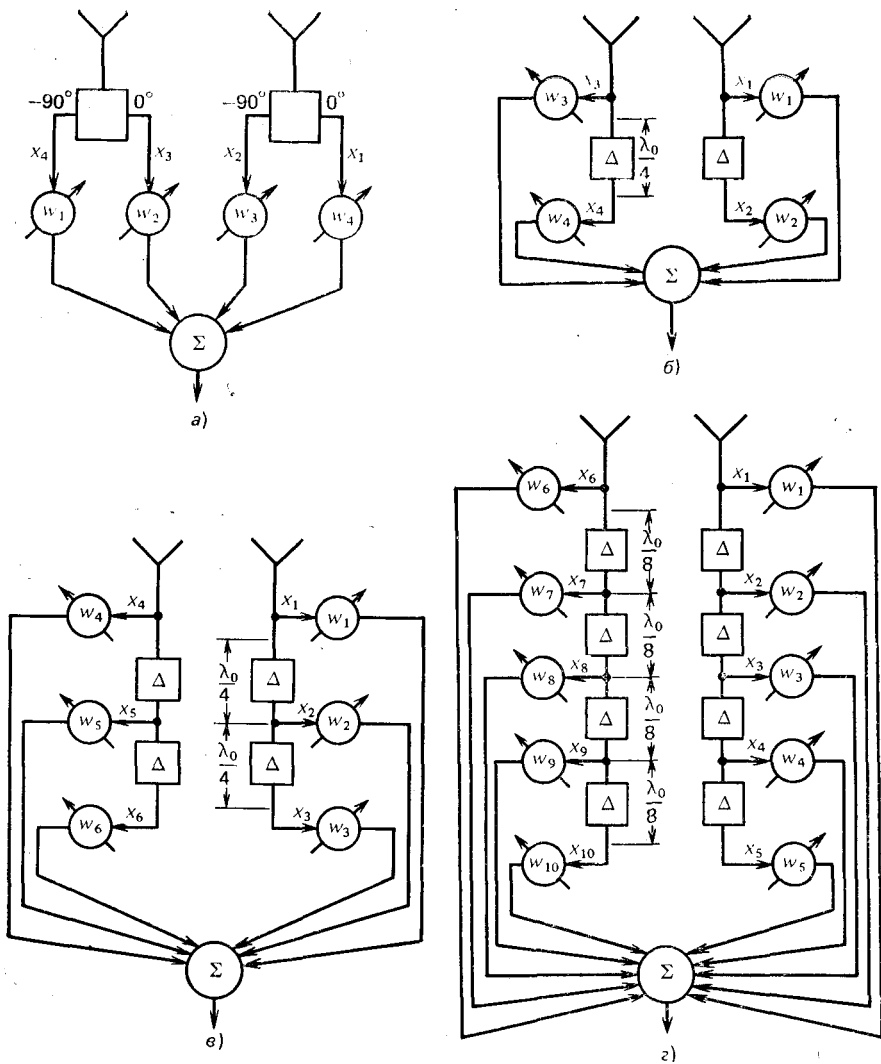 −90° 0° −90° 0°
X₄ X₃ X₂ X₁
W₁ W₂ W₃ W₄
Σ
а)
X₃ X₁
W₃ W₁
Δ λ₀/4 Δ
X₄ X₂
W₄ W₂
Σ
б)
W₄ X₄ X₁ W₁
Δ λ₀/4 Δ
W₅ X₅ X₂ W₂
Δ λ₀/4 Δ
W₆ X₆ X₃ W₃
Σ
в)
W₆ X₆ X₁ W₁
Δ λ₀/8 Δ
W₇ X₇ X₂ W₂
Δ λ₀/8 Δ
W₈ X₈ X₃ W₃
Δ λ₀/8 Δ
W₉ X₉ X₄ W₄
Δ λ₀/8 Δ
W₁₀ X₁₀ X₅ W₅
Σ
г)